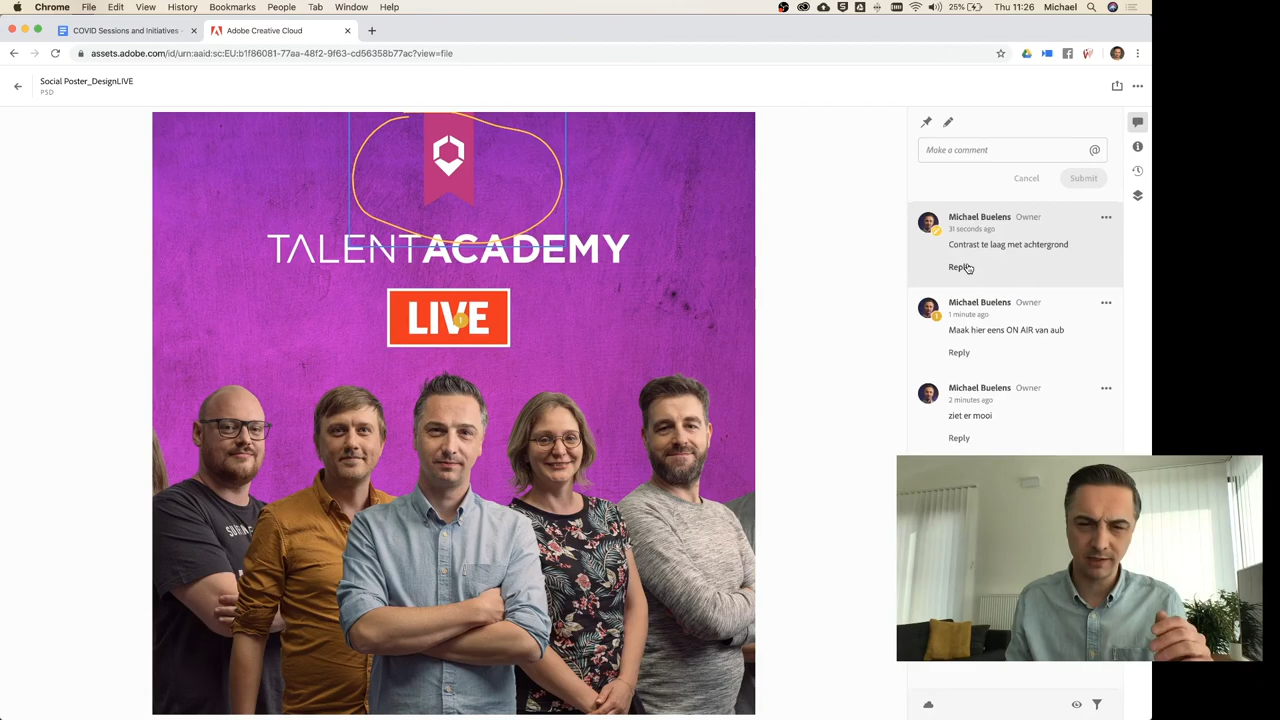 Chrome File Edit View History Bookmarks People Tab Window Help
25% Thu 11:26 Michael
COVID Sessions and Initiatives -
Adobe Creative Cloud
assets.adobe.com/id/urn:aaid:sc:EU:b1f86081-77aa-48f2-9f63-cd56358b77ac?view=file
Social Poster_DesignLIVE
PSD
TALENTACADEMY
LIVE
1
Make a comment
@
Cancel
Submit
Michael Buelens Owner
31 seconds ago
Contrast te laag met achtergrond
Reply
Michael Buelens Owner
1 minute ago
Maak hier eens ON AIR van aub
Reply
Michael Buelens Owner
2 minutes ago
ziet er mooi
Reply